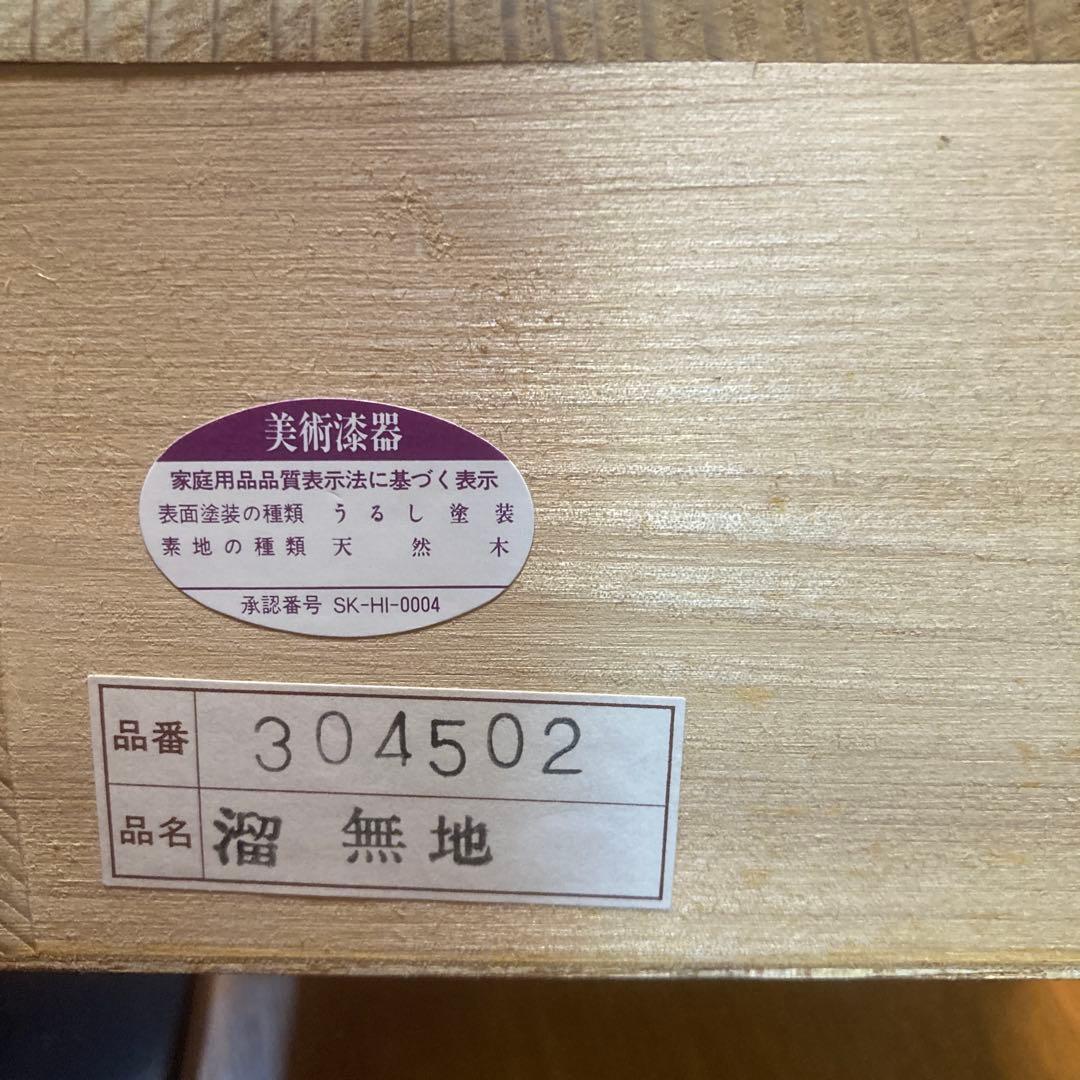 美術漆器
家庭用品品質表示法に基づく表示
表面塗装の種類 うるし塗装
素地の種類 天然木
承認番号 SK-HI-0004
品番 304502
品名 溜 無地